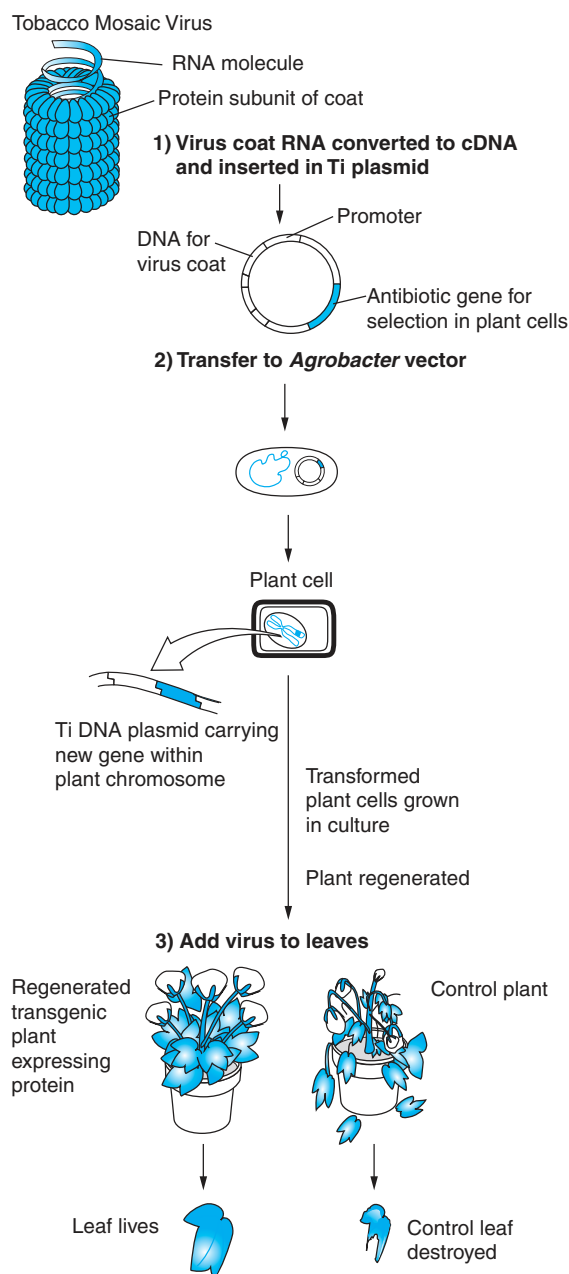 Tobacco Mosaic Virus
RNA molecule
Protein subunit of coat
1) Virus coat RNA converted to cDNA
and inserted in Ti plasmid
Promoter
DNA for
virus coat
Antibiotic gene for
selection in plant cells
2) Transfer to Agrobacter vector
Plant cell
Ti DNA plasmid carrying
new gene within
plant chromosome
Transformed
plant cells grown
in culture
Plant regenerated
3) Add virus to leaves
Regenerated
transgenic
plant
expressing
protein
Control plant
Leaf lives
Control leaf
destroyed